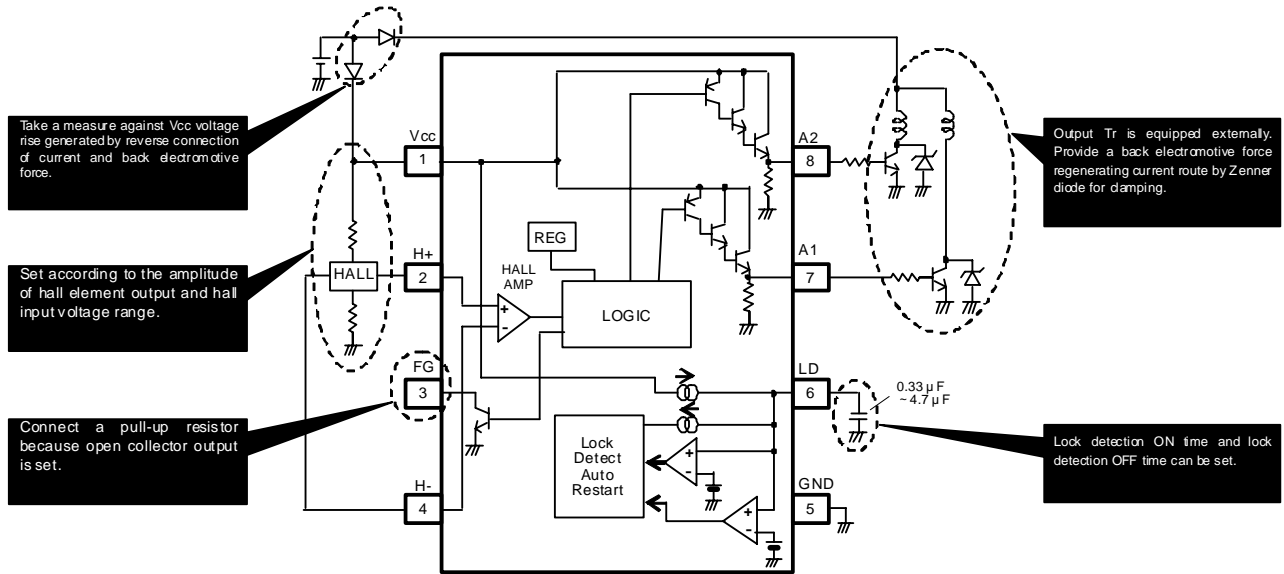 Take a measure against Vcc voltage
rise generated by reverse connection
of current and back electromotive
force.
Set according to the amplitude
of hall element output and hall
input voltage range.
Connect a pull-up resistor
because open collector output
is set.
Vcc
1
H+
2
HALL
FG
3
H-
4
REG
HALL
AMP
+
-
LOGIC
Lock
Detect
Auto
Restart
+
-
+
-
A2
8
A1
7
LD
6
GND
5
0.33 µF
~4.7 µF
Output Tr is equipped externally.
Provide a back electromotive force
regenerating current route by Zenner
diode for clamping.
Lock detection ON time and lock
detection OFF time can be set.